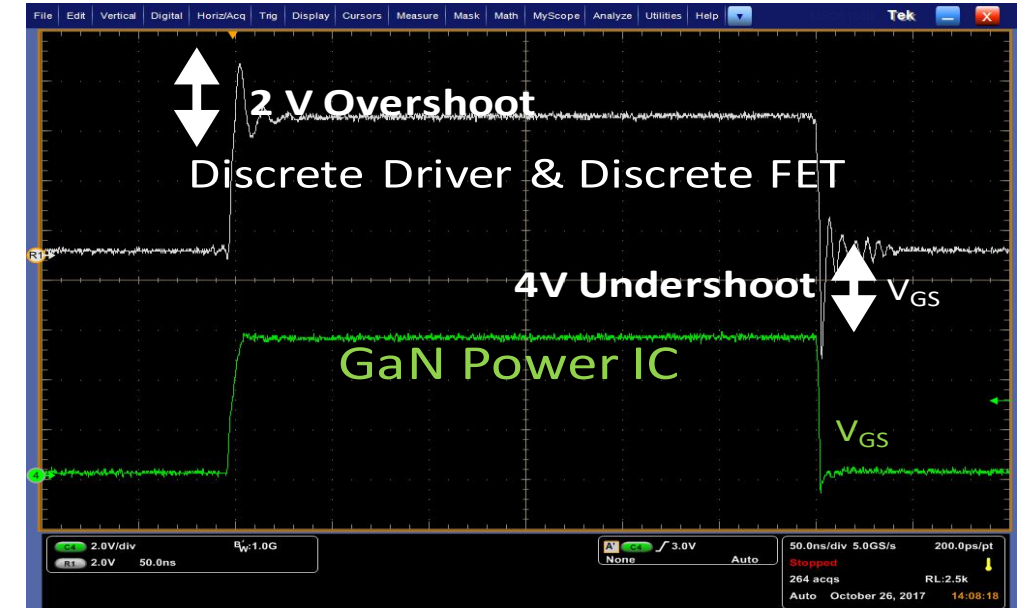 File Edit Vertical Digital Horiz/Acq Trig Display Cursors Measure Mask Math MyScope Analyze Utilities Help Tek X
2 V Overshoot
Discrete Driver & Discrete FET
R1
4V Undershoot
VGS
GaN Power IC
VGS
4
C4 2.0V/div BW:1.0G
R1 2.0V 50.0ns
A' C4 3.0V
None Auto
50.0ns/div 5.0GS/s 200.0ps/pt
Stopped
264 acqs RL:2.5k
Auto October 26, 2017 14:08:18